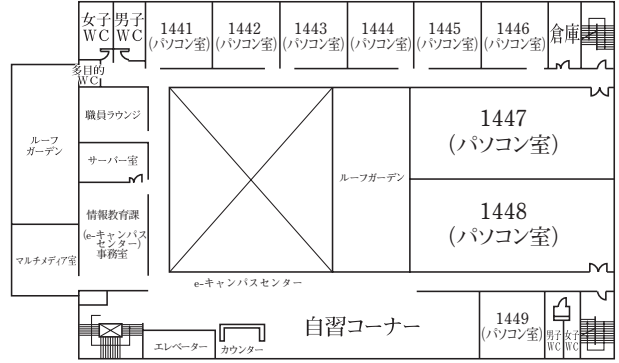 女子
WC
男子
WC
1441
(パソコン室)
1442
(パソコン室)
1443
(パソコン室)
1444
(パソコン室)
1445
(パソコン室)
1446
(パソコン室)
倉庫
多目的
WC
職員ラウンジ
サーバー室
ルーフ
ガーデン
情報教育課
(e-キャンパス
センター)
事務室
マルチメディア室
ルーフガーデン
1447
(パソコン室)
1448
(パソコン室)
e-キャンパスセンター
自習コーナー
1449
(パソコン室)
男子
WC
女子
WC
エレベーター
カウンター